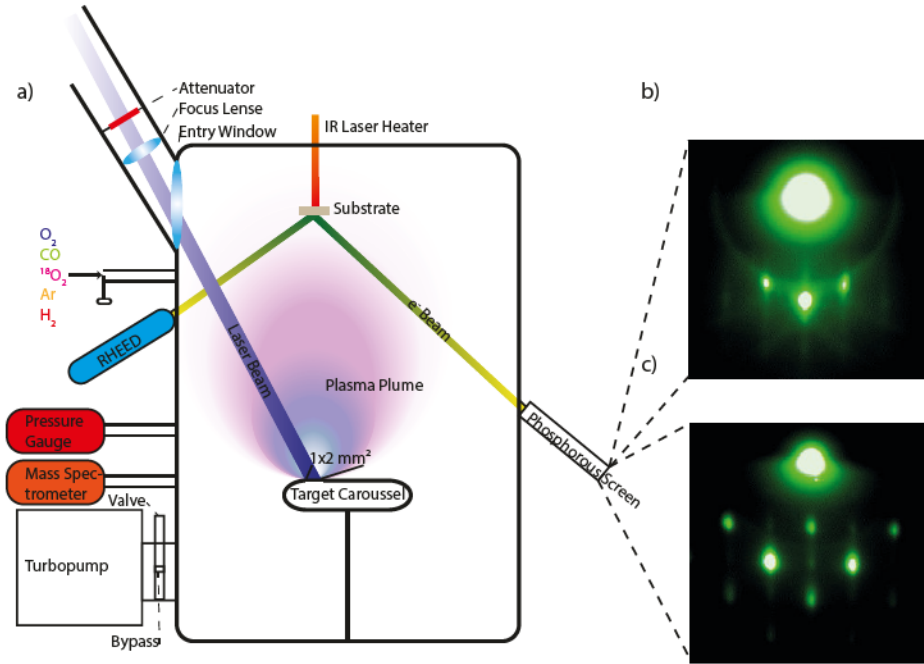 a)
Attenuator
Focus Lense
Entry Window
IR Laser Heater
b)
Substrate
O₂
CO
¹⁸O₂
Ar
H₂
RHEED
Laser Beam
e⁻ Beam
Plasma Plume
c)
Pressure
Gauge
1x2 mm²
Phosphorous Screen
Mass Spec-
trometer
Target Caroussel
Valve
Turbopump
Bypass